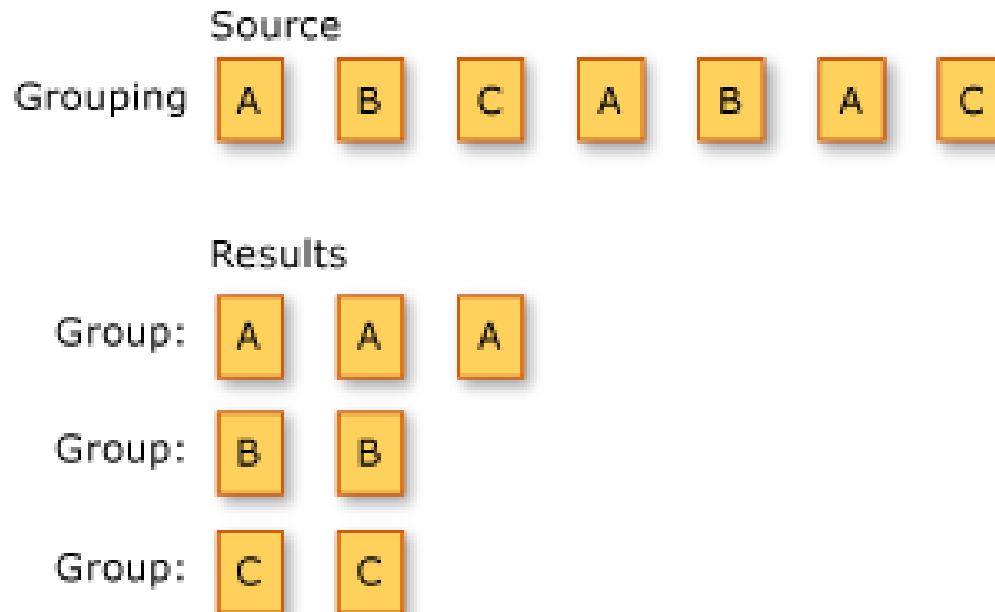 Source
Grouping A B C A B A C
Results
Group: A A A
Group: B B
Group: C C